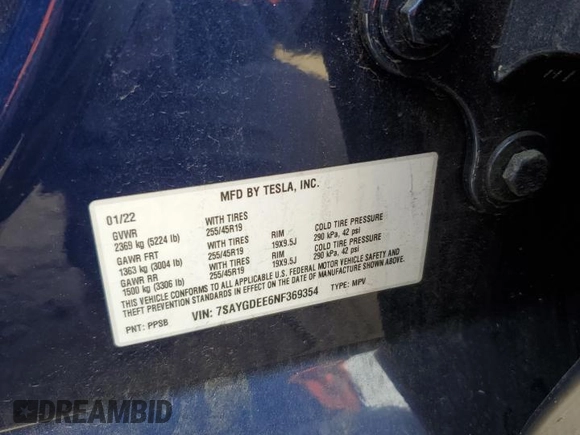 MFD BY TESLA, INC.
01/22
GVWR WITH TIRES
2369 kg (5224 lb) 255/45R19
GAWR FRT WITH TIRES RIM COLD TIRE PRESSURE
1363 kg (3004 lb) 255/45R19 19X9.5J 290 kPa, 42 psi
GAWR RR WITH TIRES RIM COLD TIRE PRESSURE
1500 kg (3306 lb) 255/45R19 19X9.5J 290 kPa, 42 psi
THIS VEHICLE CONFORMS TO ALL APPLICABLE U.S. FEDERAL MOTOR VEHICLE SAFETY AND
THEFT PREVENTION STANDARDS IN EFFECT ON THE DATE OF MANUFACTURE SHOWN ABOVE.
VIN: 7SAYGDEE6NF369354 TYPE: MPV
PNT: PPSB
DREAMBID